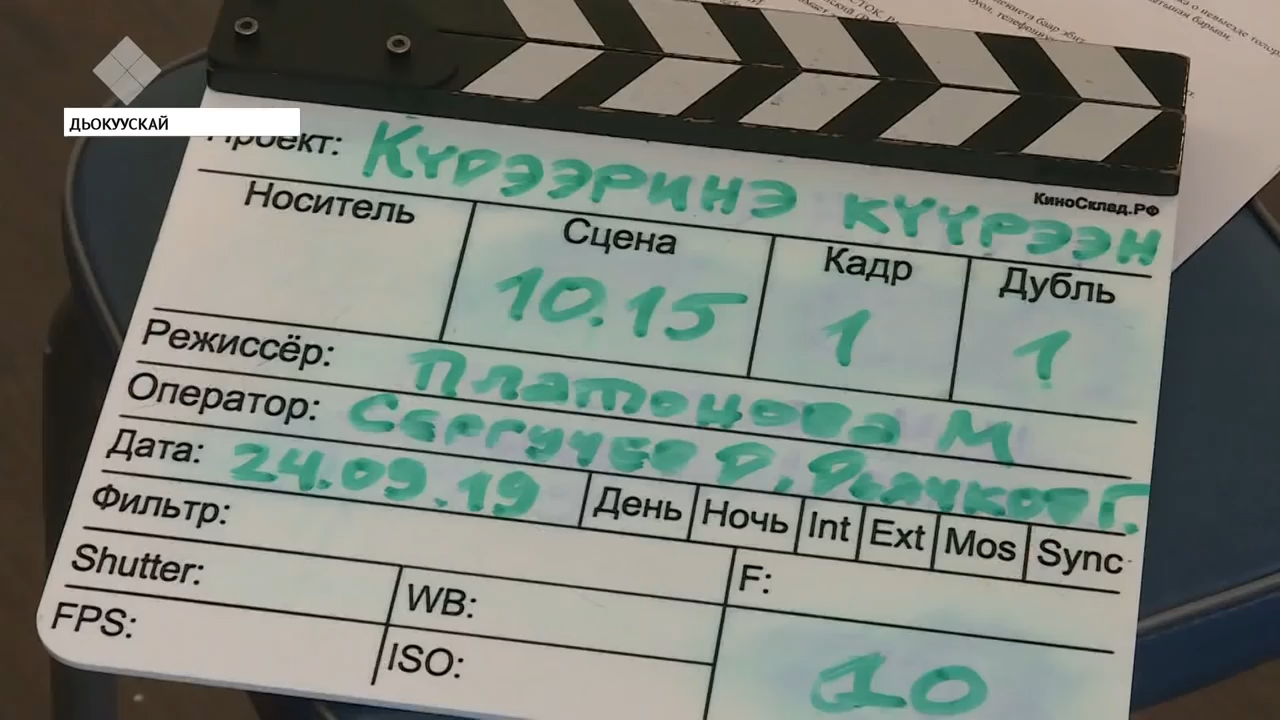 ДЬОКУУСКАЙ
Проект: Күрээринэ күүрээн
КиноСклад.РФ
Носитель Сцена Кадр Дубль
10.15 1 1
Режиссёр: Платонова М
Оператор: Сергучев Д, Дьячков Г.
Дата: 24.09.19 День Ночь Int Ext Mos Sync
Фильтр:
Shutter: WB: F:
FPS: ISO: 10